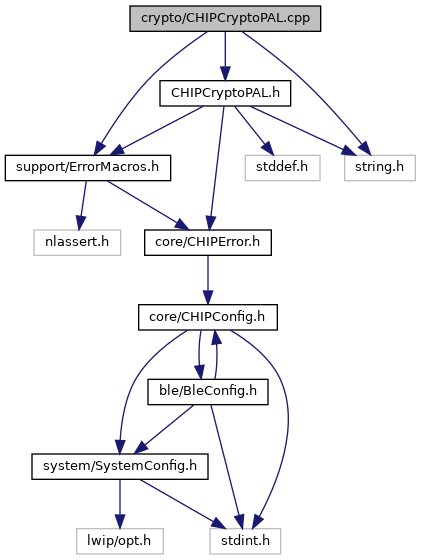 crypto/CHIPCryptoPAL.cpp
CHIPCryptoPAL.h
support/ErrorMacros.h
stddef.h
string.h
nlassert.h
core/CHIPError.h
core/CHIPConfig.h
ble/BleConfig.h
system/SystemConfig.h
lwip/opt.h
stdint.h